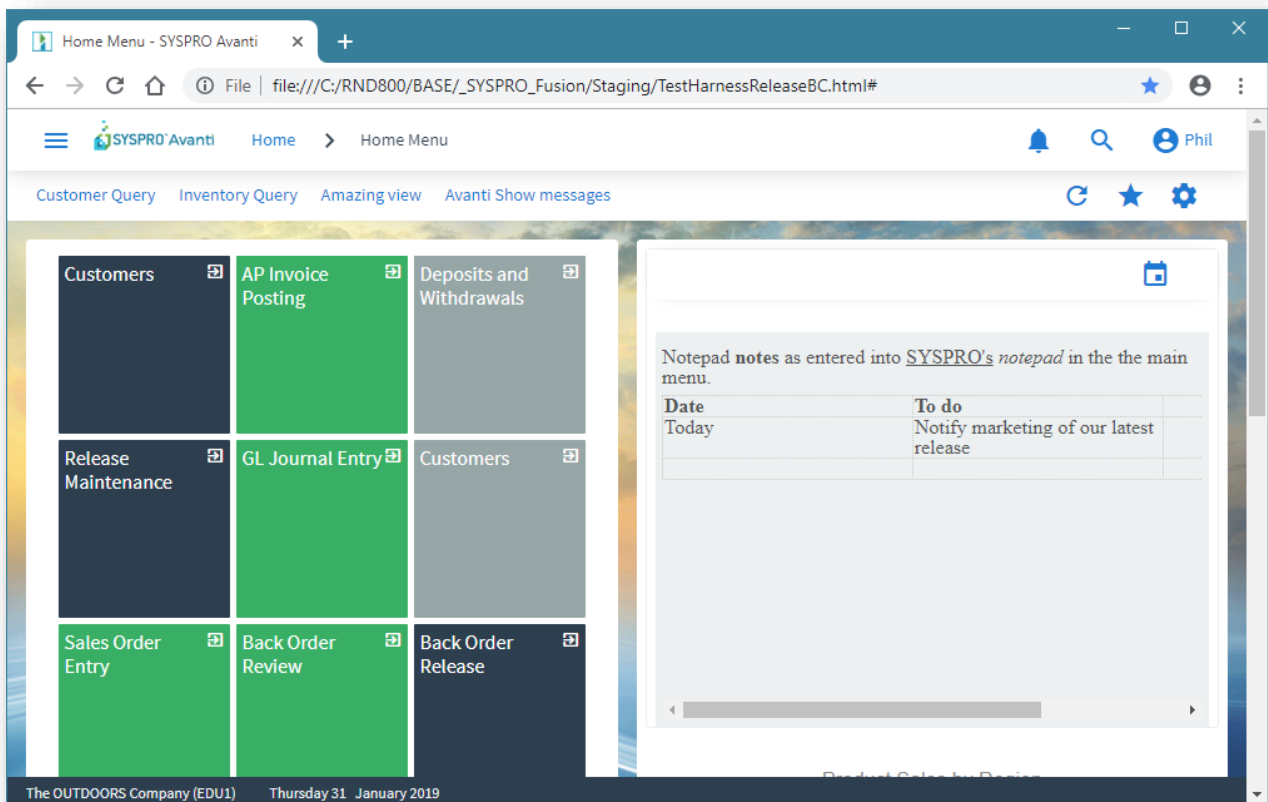 Home Menu - SYSPRO Avanti
File file:///C:/RND800/BASE/_SYSPRO_Fusion/Staging/TestHarnessReleaseBC.html#
SYSPRO Avanti Home Home Menu Phil
Customer Query Inventory Query Amazing view Avanti Show messages
Customers
AP Invoice
Posting
Deposits and
Withdrawals
Release
Maintenance
GL Journal Entry
Customers
Sales Order
Entry
Back Order
Review
Back Order
Release
Notepad notes as entered into SYSPRO's notepad in the the main
menu.
Date To do
Today Notify marketing of our latest
release
Product Sales by Region
The OUTDOORS Company (EDU1) Thursday 31 January 2019